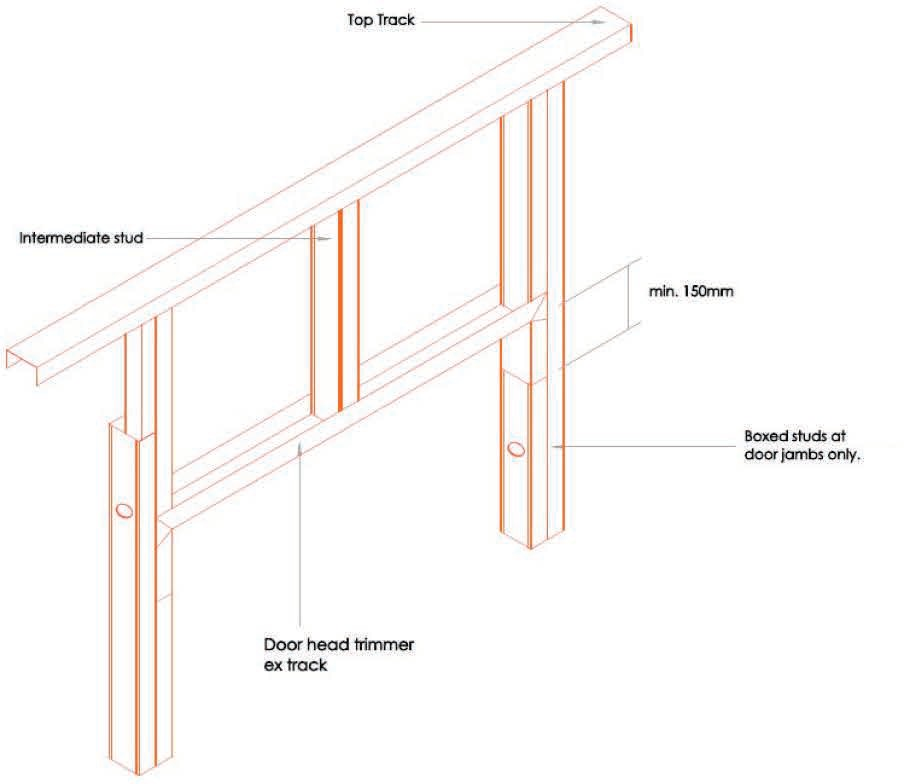 Top Track
Intermediate stud
min. 150mm
Boxed studs at
door jambs only.
Door head trimmer
ex track